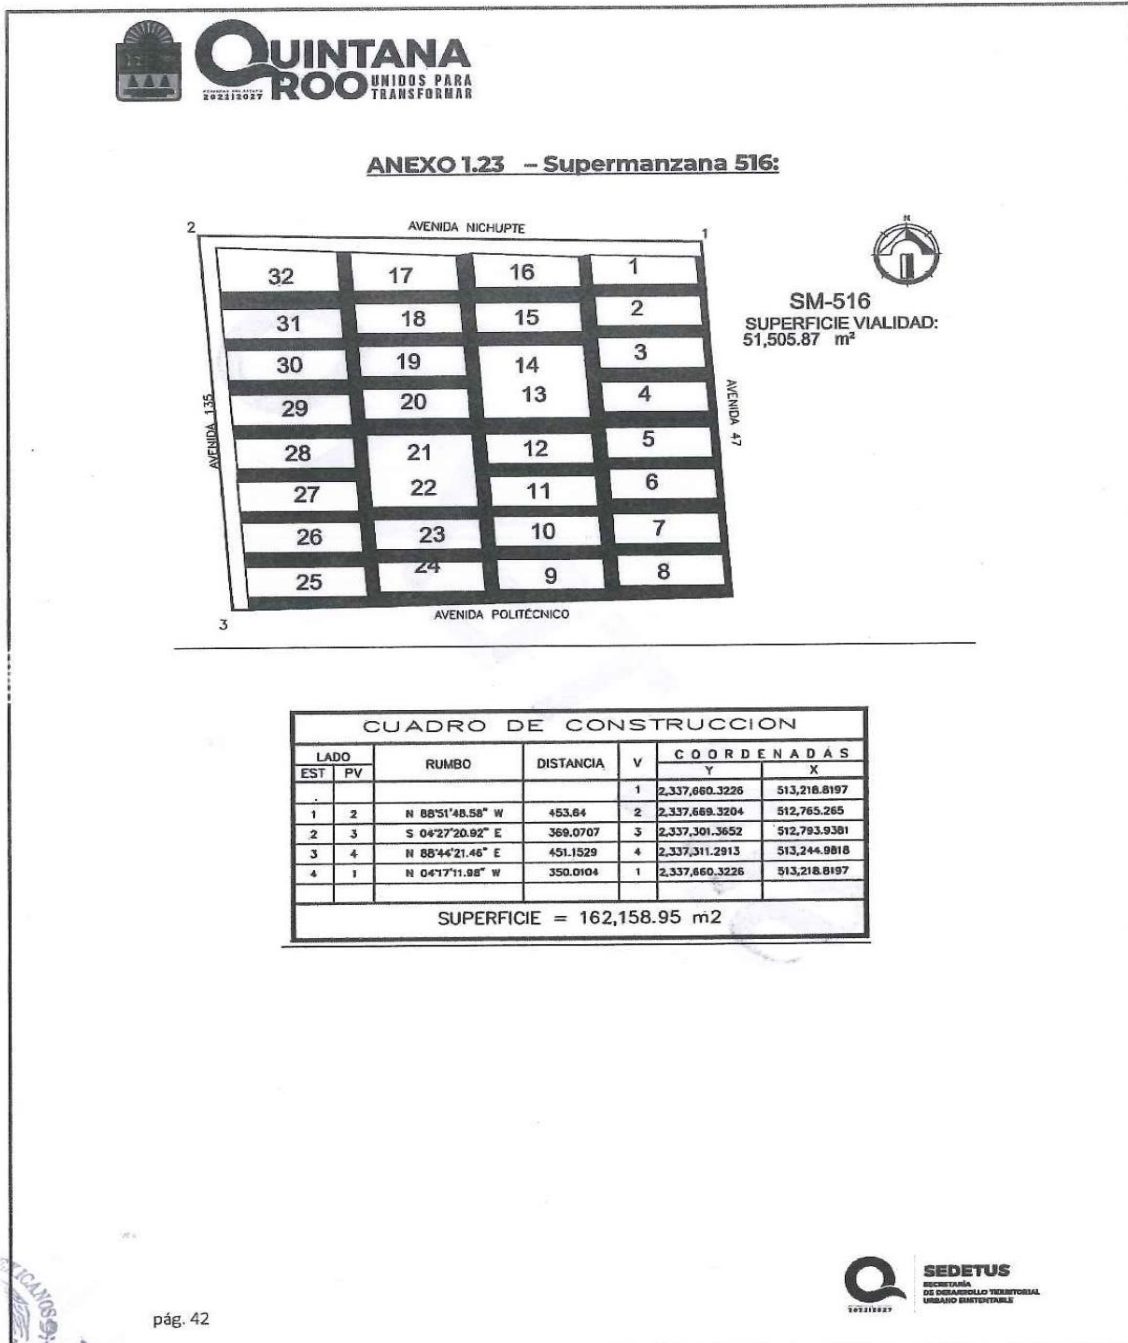 QUINTANA
ROO UNIDOS PARA
TRANSFORMAR
2022|2027
ANEXO 1.23 – Supermanzana 516:
2
AVENIDA NICHUPTE
1
N
32 17 16 1
31 18 15 2
30 19 14 3
29 20 13 4
28 21 12 5
27 22 11 6
26 23 10 7
25 24 9 8
SM-516
SUPERFICIE VIALIDAD:
51,505.87 m²
AVENIDA 135
AVENIDA 47
AVENIDA POLITÉCNICO
3
CUADRO DE CONSTRUCCION
LADO RUMBO DISTANCIA V COORDENADAS
EST PV Y X
1 2,337,660.3226 513,218.8197
1 2 N 88°51'48.58" W 453.64 2 2,337,669.3204 512,765.265
2 3 S 04°27'20.92" E 369.0707 3 2,337,301.3652 512,793.9381
3 4 N 88°44'21.46" E 451.1529 4 2,337,311.2913 513,244.9818
4 1 N 04°17'11.98" W 350.0104 1 2,337,660.3226 513,218.8197
SUPERFICIE = 162,158.95 m2
SEDETUS
SECRETARÍA
DE DESARROLLO TERRITORIAL
URBANO SUSTENTABLE
2022|2027
pág. 42